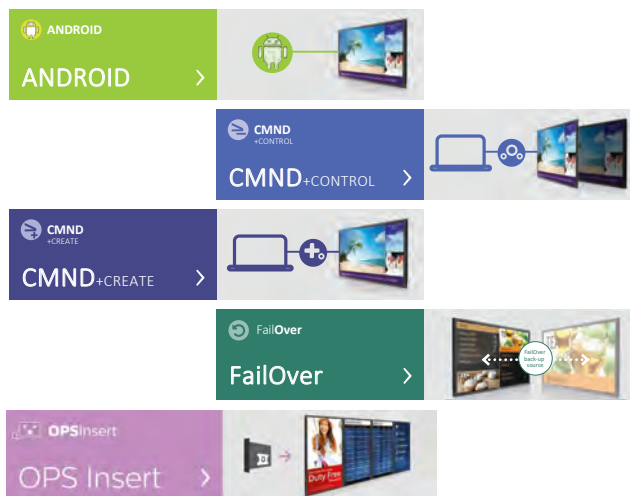 ANDROID
ANDROID
CMND
+CONTROL
CMND+CONTROL
CMND
+CREATE
CMND+CREATE
FailOver
FailOver
FailOver
back-up
source
OPSInsert
OPS Insert
Duty Free